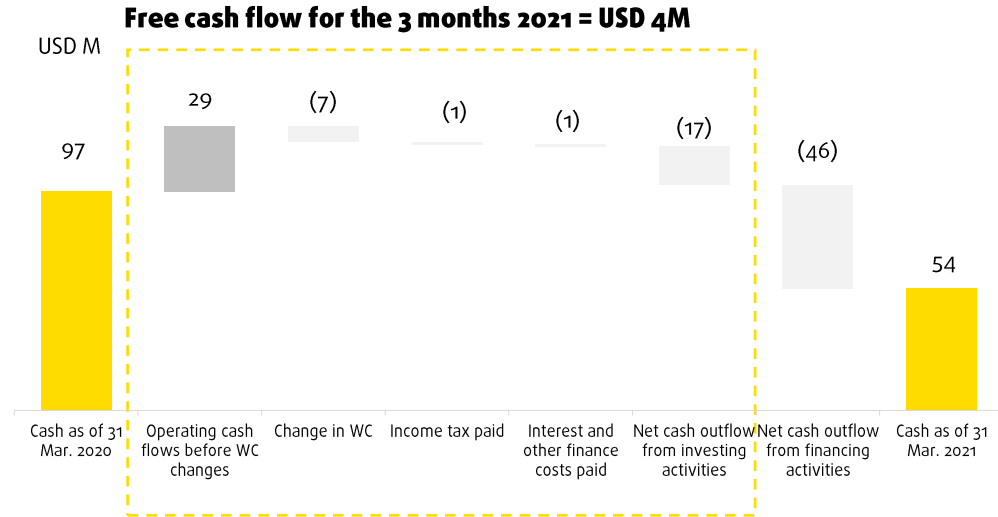 Free cash flow for the 3 months 2021 = USD 4M
USD M
97
29
(7)
(1)
(1)
(17)
(46)
54
Cash as of 31
Mar. 2020
Operating cash
flows before WC
changes
Change in WC
Income tax paid
Interest and
other finance
costs paid
Net cash outflow
from investing
activities
Net cash outflow
from financing
activities
Cash as of 31
Mar. 2021